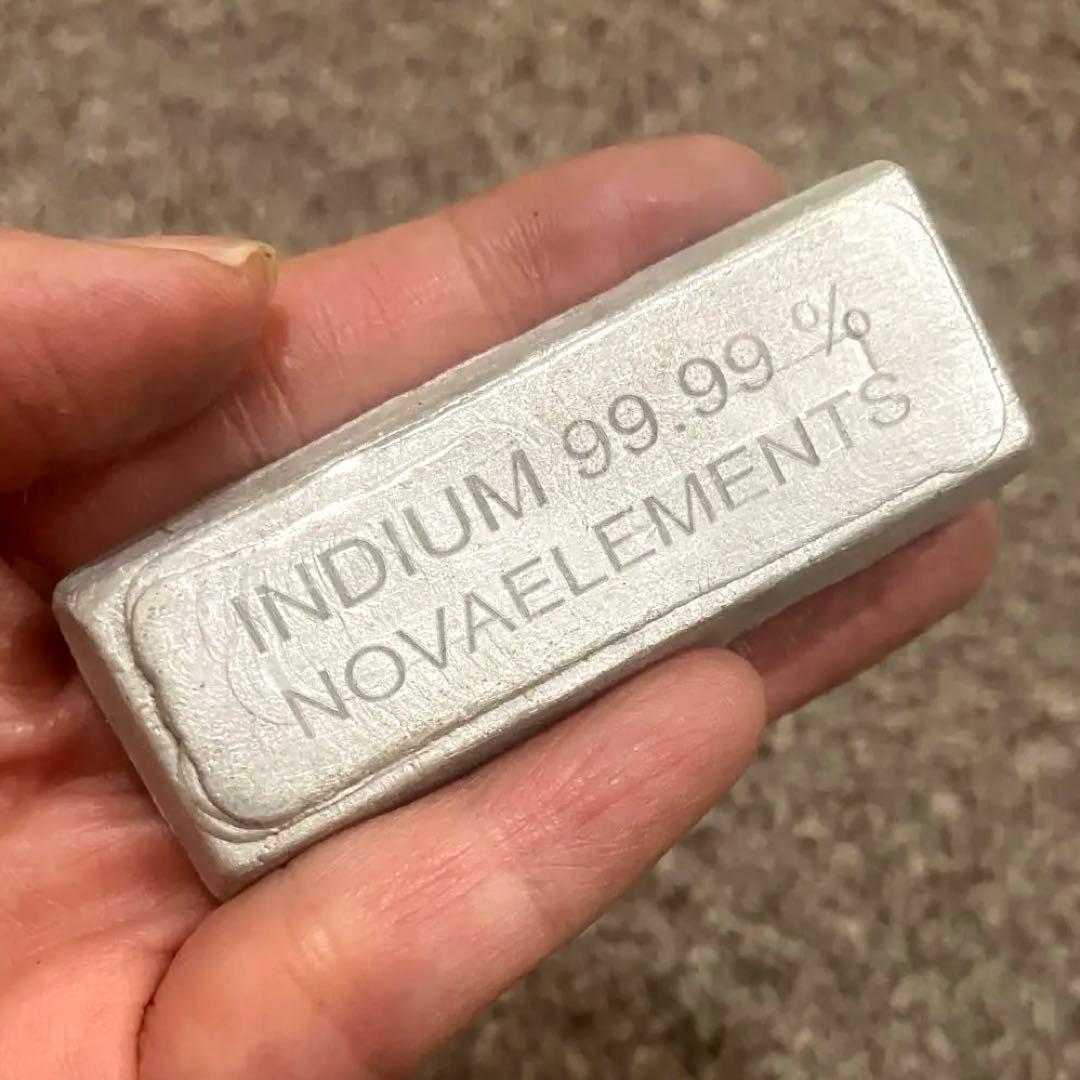 INDIUM 99.99 %
NOVAELEMENTS